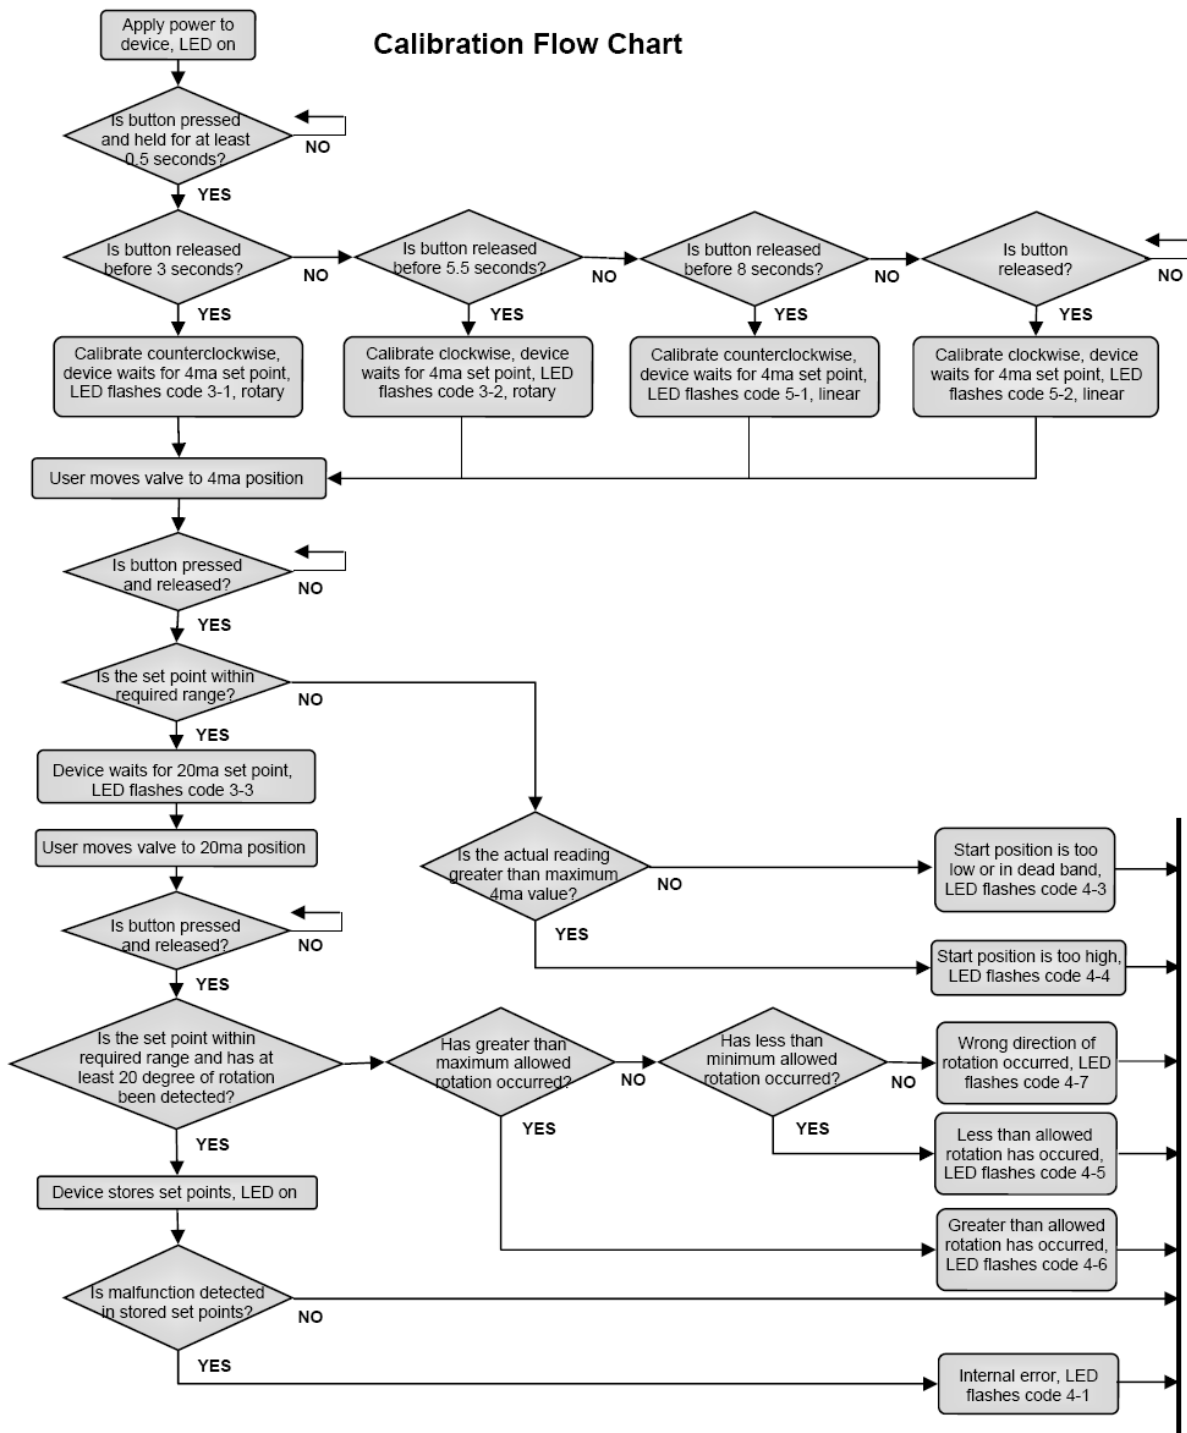 Apply power to
device, LED on
Calibration Flow Chart
Is button pressed
and held for at least
0.5 seconds?
NO
YES
Is button released
before 3 seconds?
NO
Is button released
before 5.5 seconds?
NO
Is button released
before 8 seconds?
NO
Is button
released?
NO
YES
YES
YES
YES
Calibrate counterclockwise,
device waits for 4ma set point,
LED flashes code 3-1, rotary
Calibrate clockwise, device
waits for 4ma set point, LED
flashes code 3-2, rotary
Calibrate counterclockwise,
device waits for 4ma set point,
LED flashes code 5-1, linear
Calibrate clockwise, device
waits for 4ma set point, LED
flashes code 5-2, linear
User moves valve to 4ma position
Is button pressed
and released?
NO
YES
Is the set point within
required range?
NO
YES
Device waits for 20ma set point,
LED flashes code 3-3
User moves valve to 20ma position
Is the actual reading
greater than maximum
4ma value?
NO
YES
Start position is too
low or in dead band,
LED flashes code 4-3
Is button pressed
and released?
NO
YES
Start position is too high,
LED flashes code 4-4
Is the set point within
required range and has at
least 20 degree of rotation
been detected?
YES
Has greater than
maximum allowed
rotation occurred?
NO
YES
Has less than
minimum allowed
rotation occurred?
NO
YES
Wrong direction of
rotation occurred, LED
flashes code 4-7
Less than allowed
rotation has occured,
LED flashes code 4-5
Device stores set points, LED on
Greater than allowed
rotation has occurred,
LED flashes code 4-6
Is malfunction detected
in stored set points?
NO
YES
Internal error, LED
flashes code 4-1